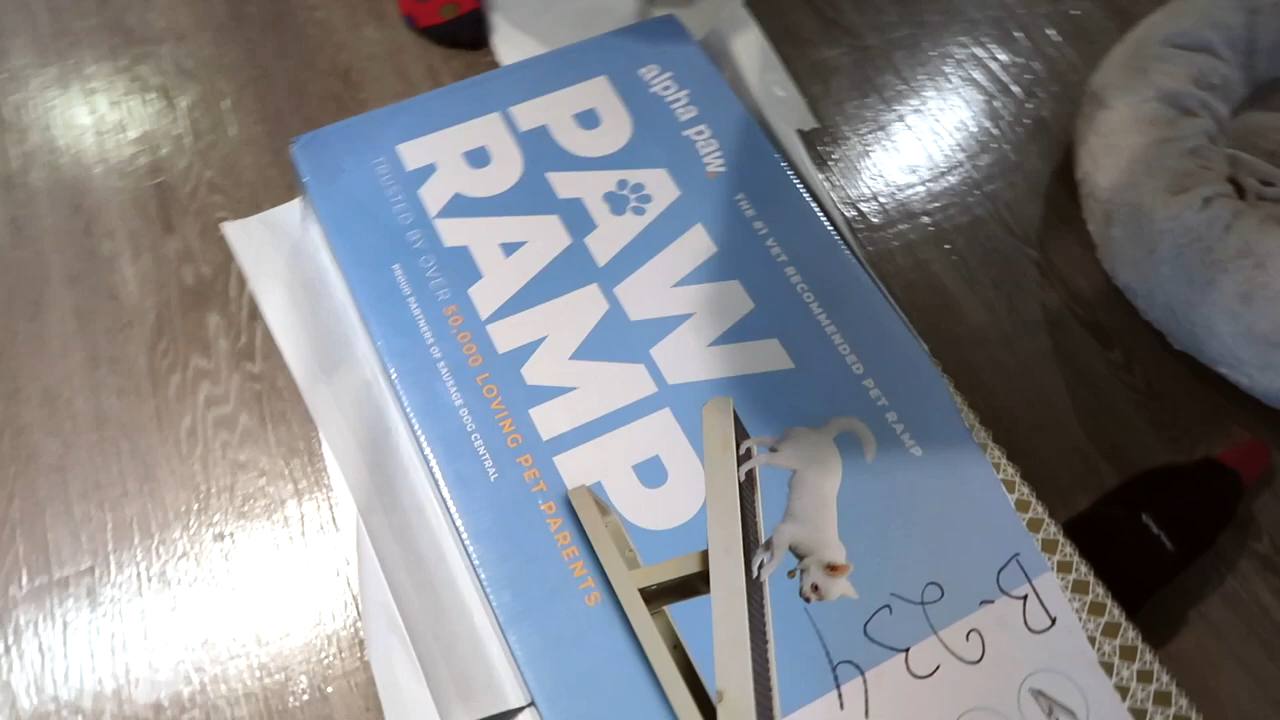 alpha paw
PAW
RAMP
TRUSTED BY OVER 50,000 LOVING PET PARENTS
PROUD PARTNERS OF SAUSAGE DOG CENTRAL
THE #1 VET RECOMMENDED PET RAMP
B-234